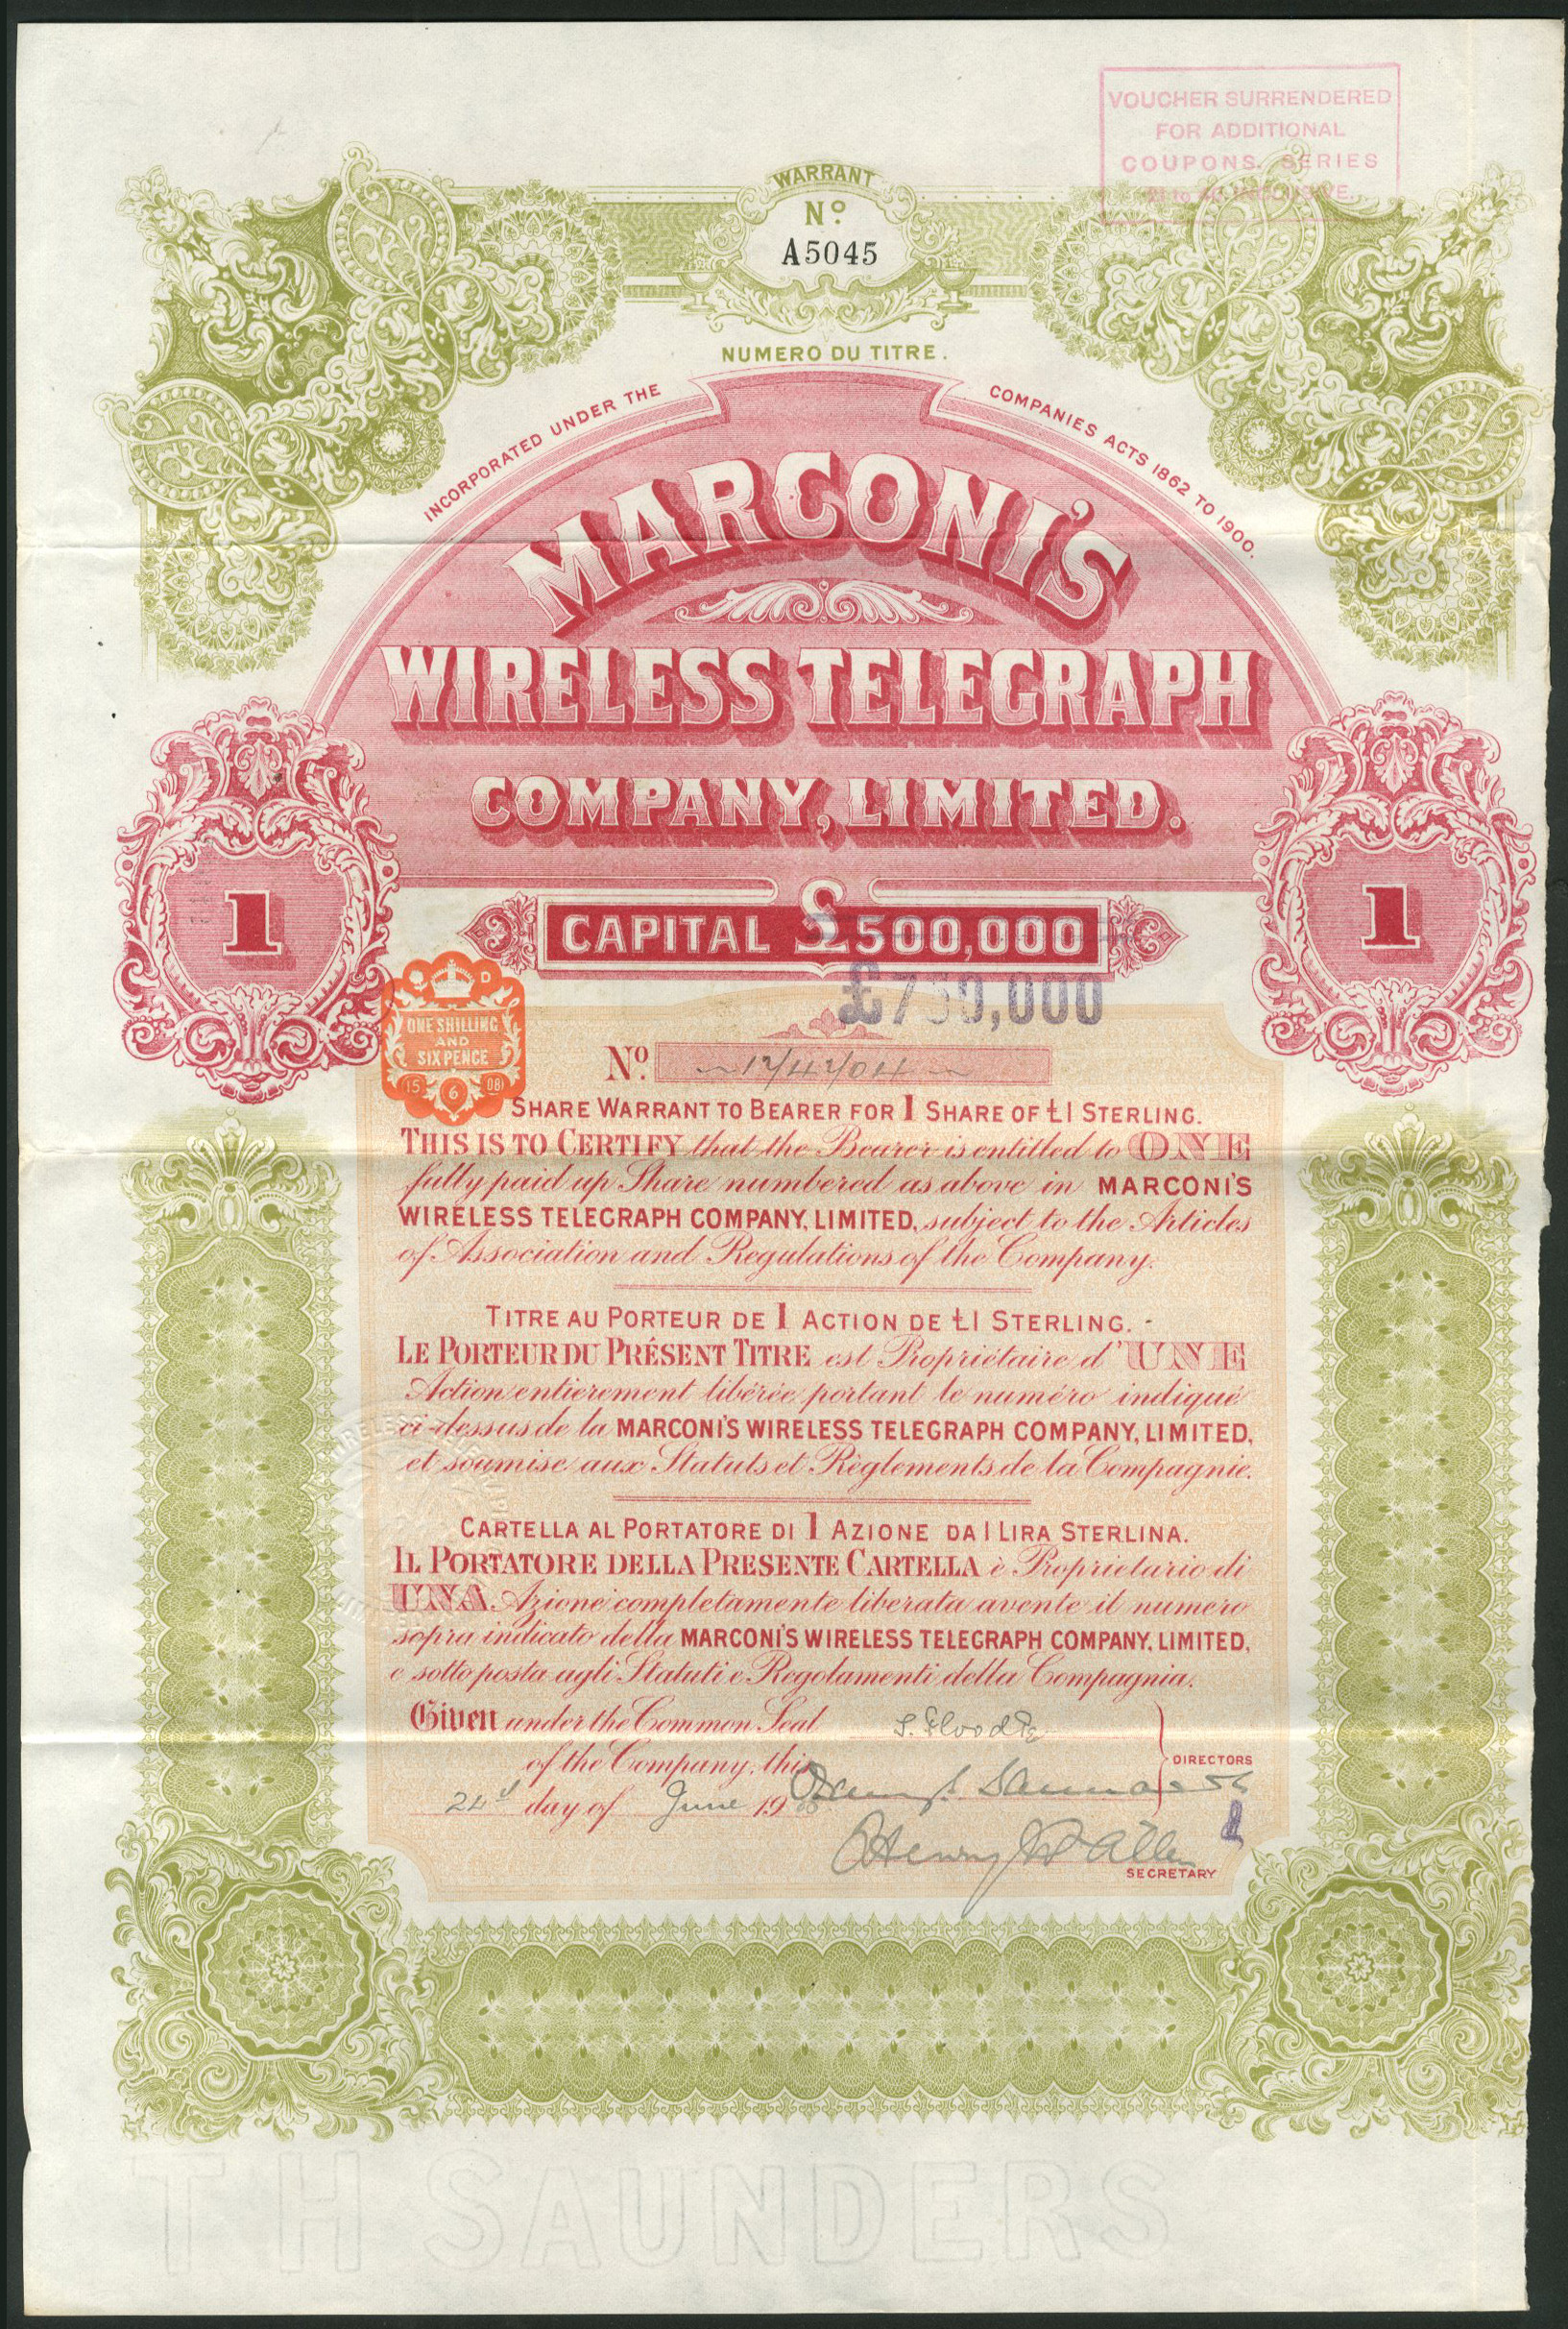 VOUCHER SURRENDERED
FOR ADDITIONAL
COUPONS. SERIES
WARRANT
Nº
A5045
NUMERO DU TITRE.
INCORPORATED UNDER THE COMPANIES ACTS 1862 TO 1900.
MARCONI'S
WIRELESS TELEGRAPH
COMPANY, LIMITED.
1
1
CAPITAL £500,000
£750,000
ONE SHILLING
AND
SIX PENCE
15 6 08
Nº
SHARE WARRANT TO BEARER FOR 1 SHARE OF £1 STERLING.
THIS IS TO CERTIFY that the Bearer is entitled to ONE
fully paid up Share numbered as above in MARCONI'S
WIRELESS TELEGRAPH COMPANY, LIMITED, subject to the Articles
of Association and Regulations of the Company.
TITRE AU PORTEUR DE 1 ACTION DE £1 STERLING.
LE PORTEUR DU PRÉSENT TITRE est Propriétaire d'UNE
Action entierement libérée portant le numéro indiqué
ci-dessus de la MARCONI'S WIRELESS TELEGRAPH COMPANY, LIMITED,
et soumise aux Statuts et Règlements de la Compagnie.
CARTELLA AL PORTATORE DI 1 AZIONE DA 1 LIRA STERLINA.
IL PORTATORE DELLA PRESENTE CARTELLA è Proprietario di
UNA Azione completamente liberata avente il numero
sopra indicato della MARCONI'S WIRELESS TELEGRAPH COMPANY, LIMITED,
e sotto posta agli Statuti e Regolamenti della Compagnia.
Given under the Common Seal
of the Company, this
DIRECTORS
day of June 19
Henry W Allen
SECRETARY
T H SAUNDERS